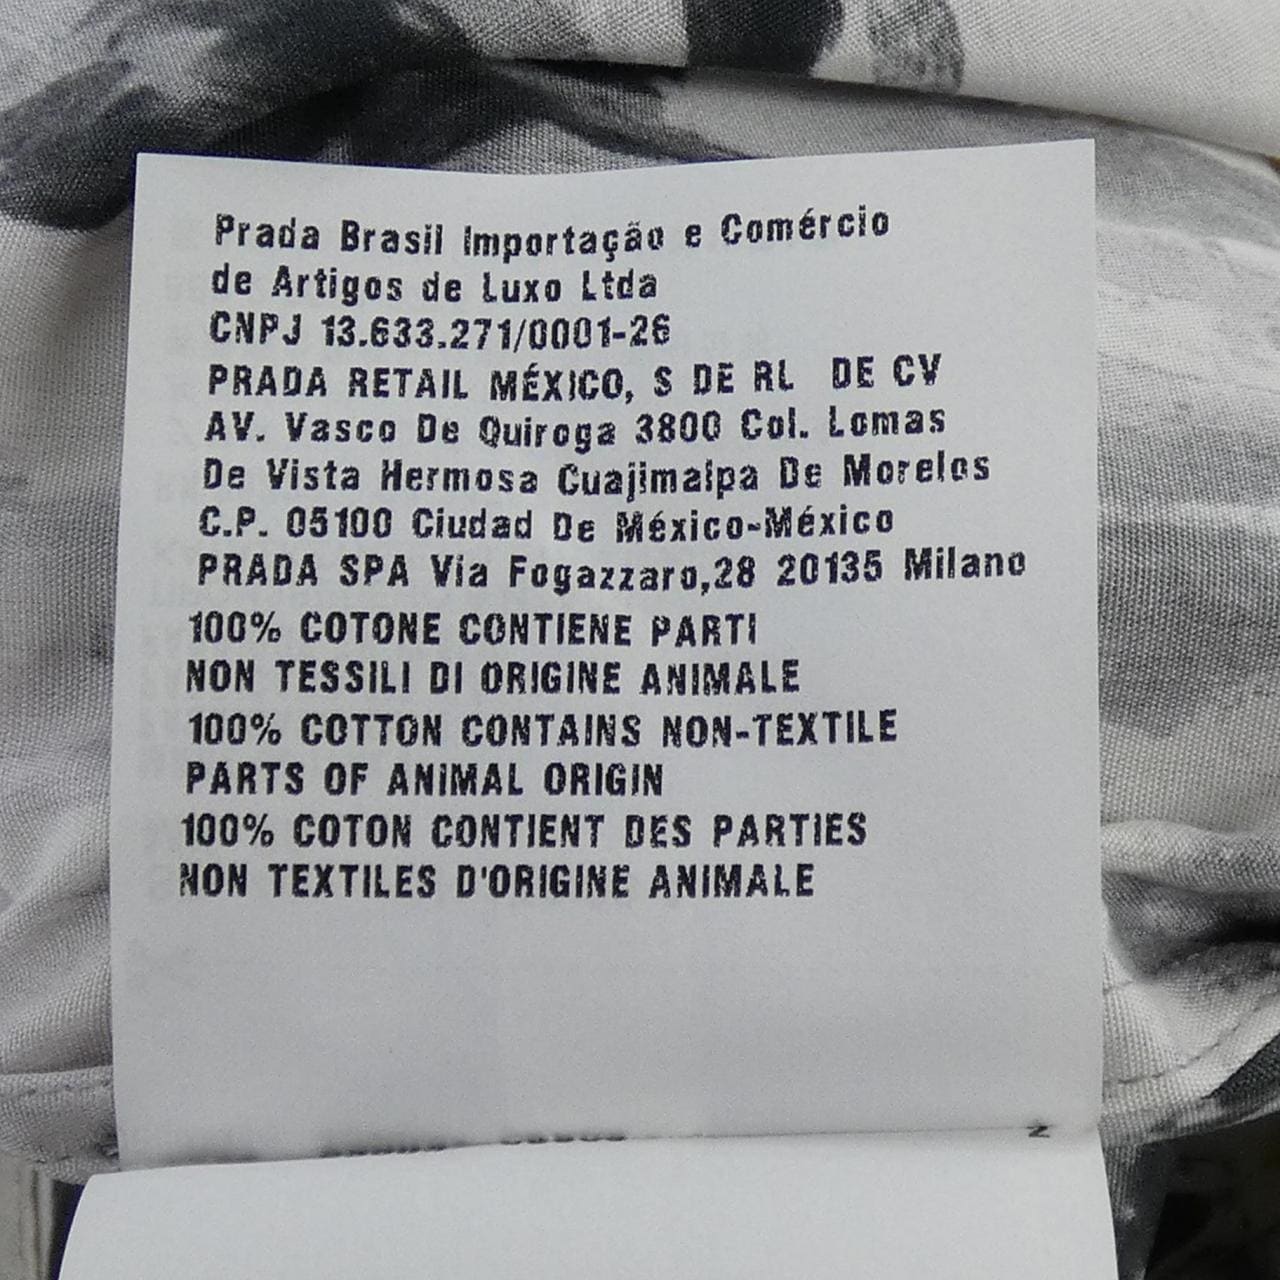 Prada Brasil Importação e Comércio
de Artigos de Luxo Ltda
CNPJ 13.633.271/0001-26
PRADA RETAIL MÉXICO, S DE RL DE CV
AV. Vasco De Quiroga 3800 Col. Lomas
De Vista Hermosa Cuajimalpa De Morelos
C.P. 05100 Ciudad De México-México
PRADA SPA Via Fogazzaro,28 20135 Milano
100% COTONE CONTIENE PARTI
NON TESSILI DI ORIGINE ANIMALE
100% COTTON CONTAINS NON-TEXTILE
PARTS OF ANIMAL ORIGIN
100% COTON CONTIENT DES PARTIES
NON TEXTILES D'ORIGINE ANIMALE